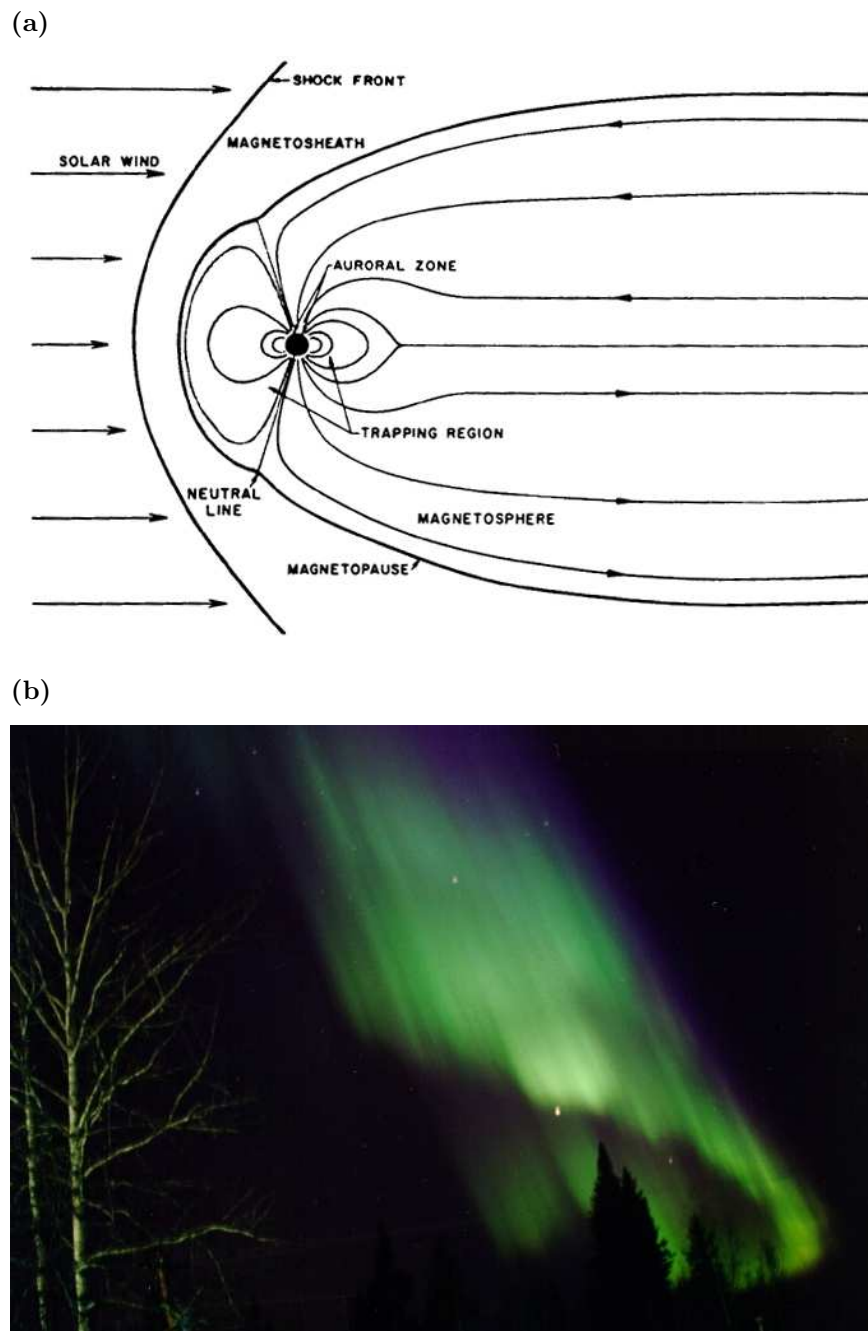 (a)
SHOCK FRONT
MAGNETOSHEATH
SOLAR WIND
AURORAL ZONE
TRAPPING REGION
NEUTRAL
LINE
MAGNETOSPHERE
MAGNETOPAUSE
(b)